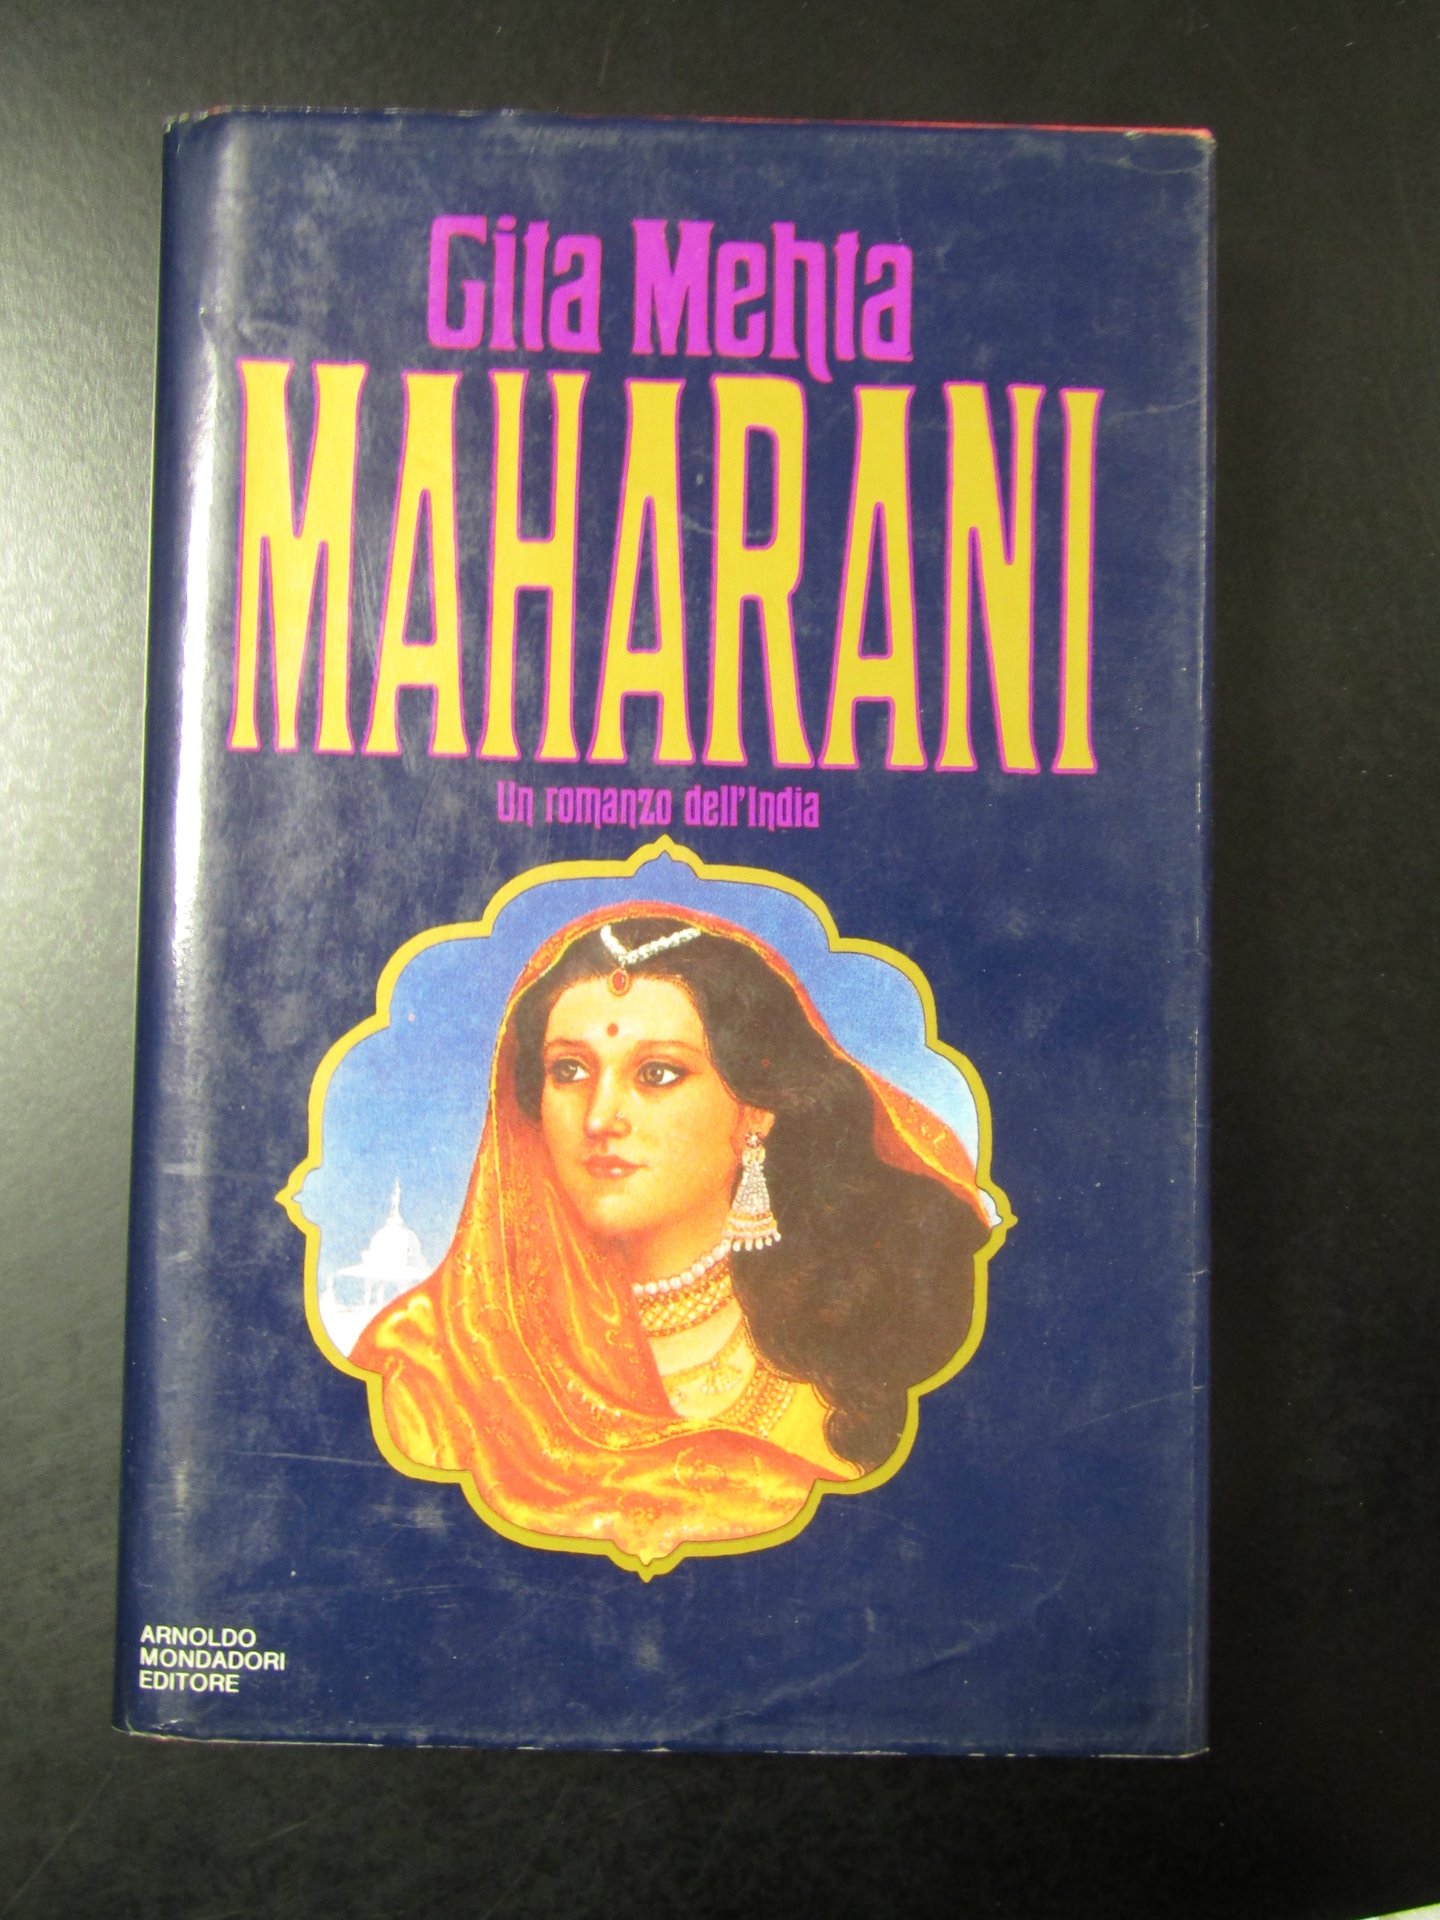 Gita Mehta
MAHARANI
Un romanzo dell'India
ARNOLDO
MONDADORI
EDITORE